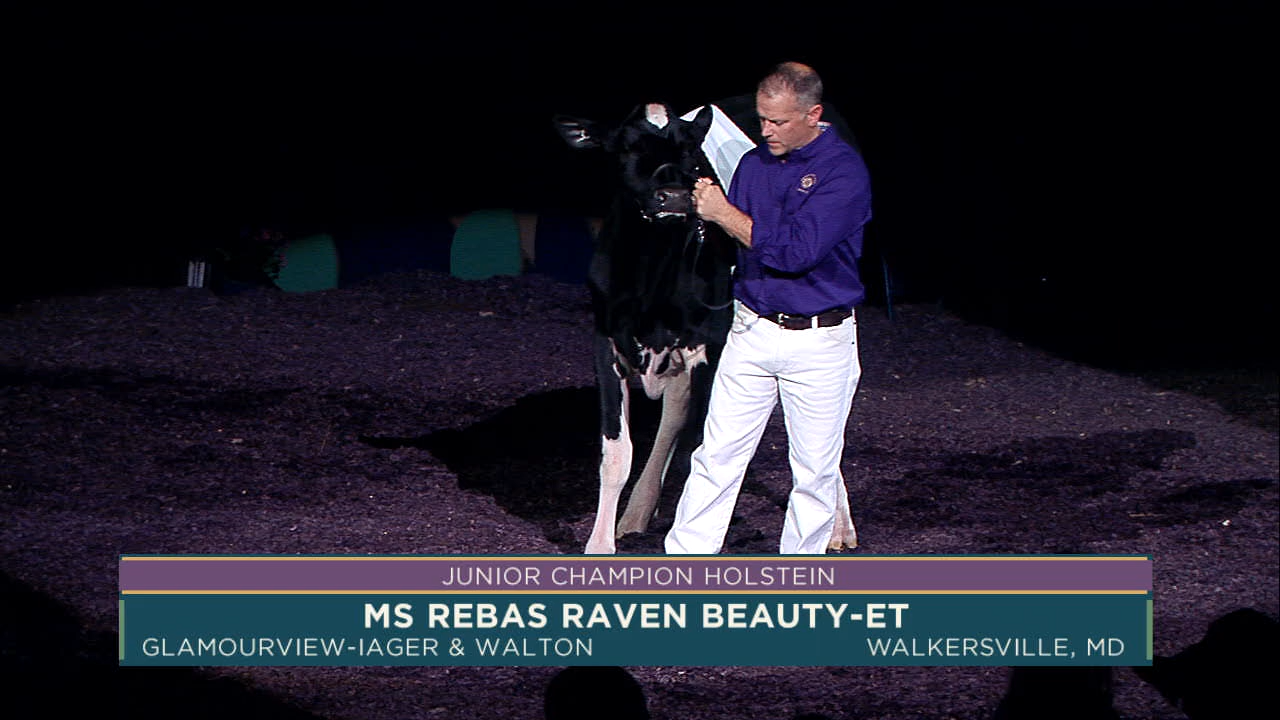 JUNIOR CHAMPION HOLSTEIN
MS REBAS RAVEN BEAUTY-ET
GLAMOURVIEW-IAGER & WALTON
WALKERSVILLE, MD